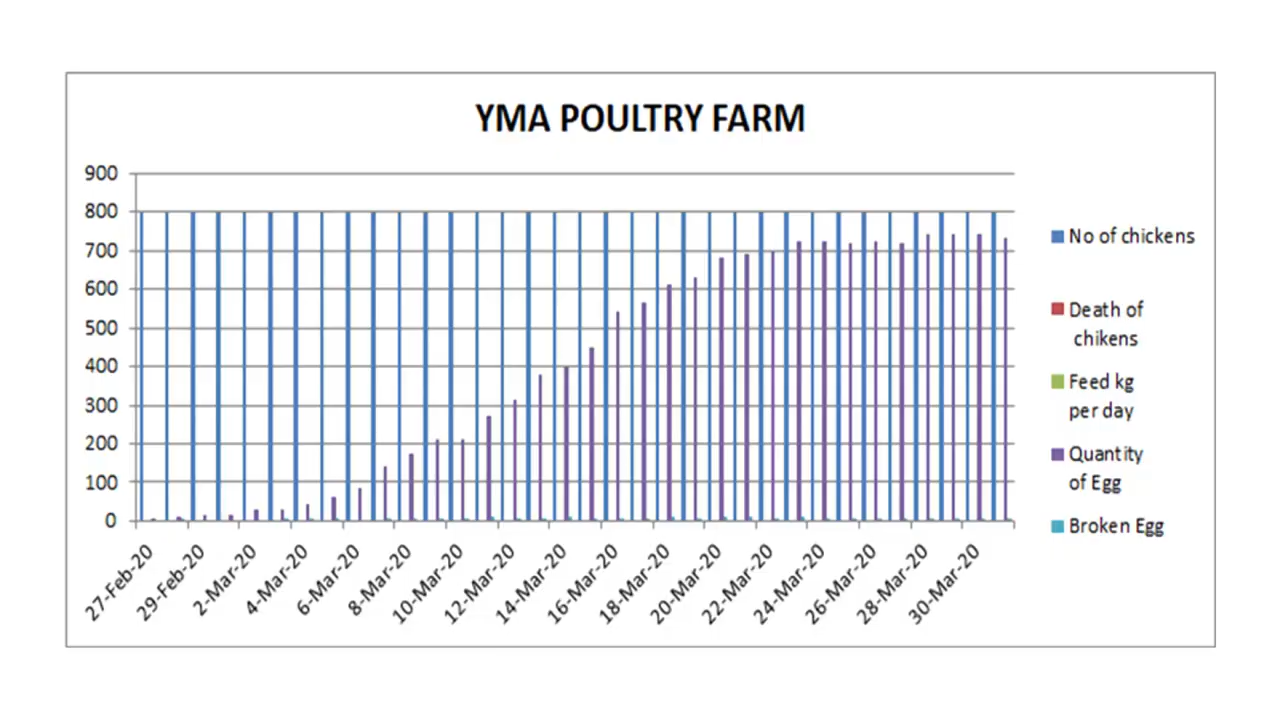 YMA POULTRY FARM
900
800
700
600
500
400
300
200
100
0
27-Feb-20
29-Feb-20
2-Mar-20
4-Mar-20
6-Mar-20
8-Mar-20
10-Mar-20
12-Mar-20
14-Mar-20
16-Mar-20
18-Mar-20
20-Mar-20
22-Mar-20
24-Mar-20
26-Mar-20
28-Mar-20
30-Mar-20
No of chickens
Death of
chikens
Feed kg
per day
Quantity
of Egg
Broken Egg